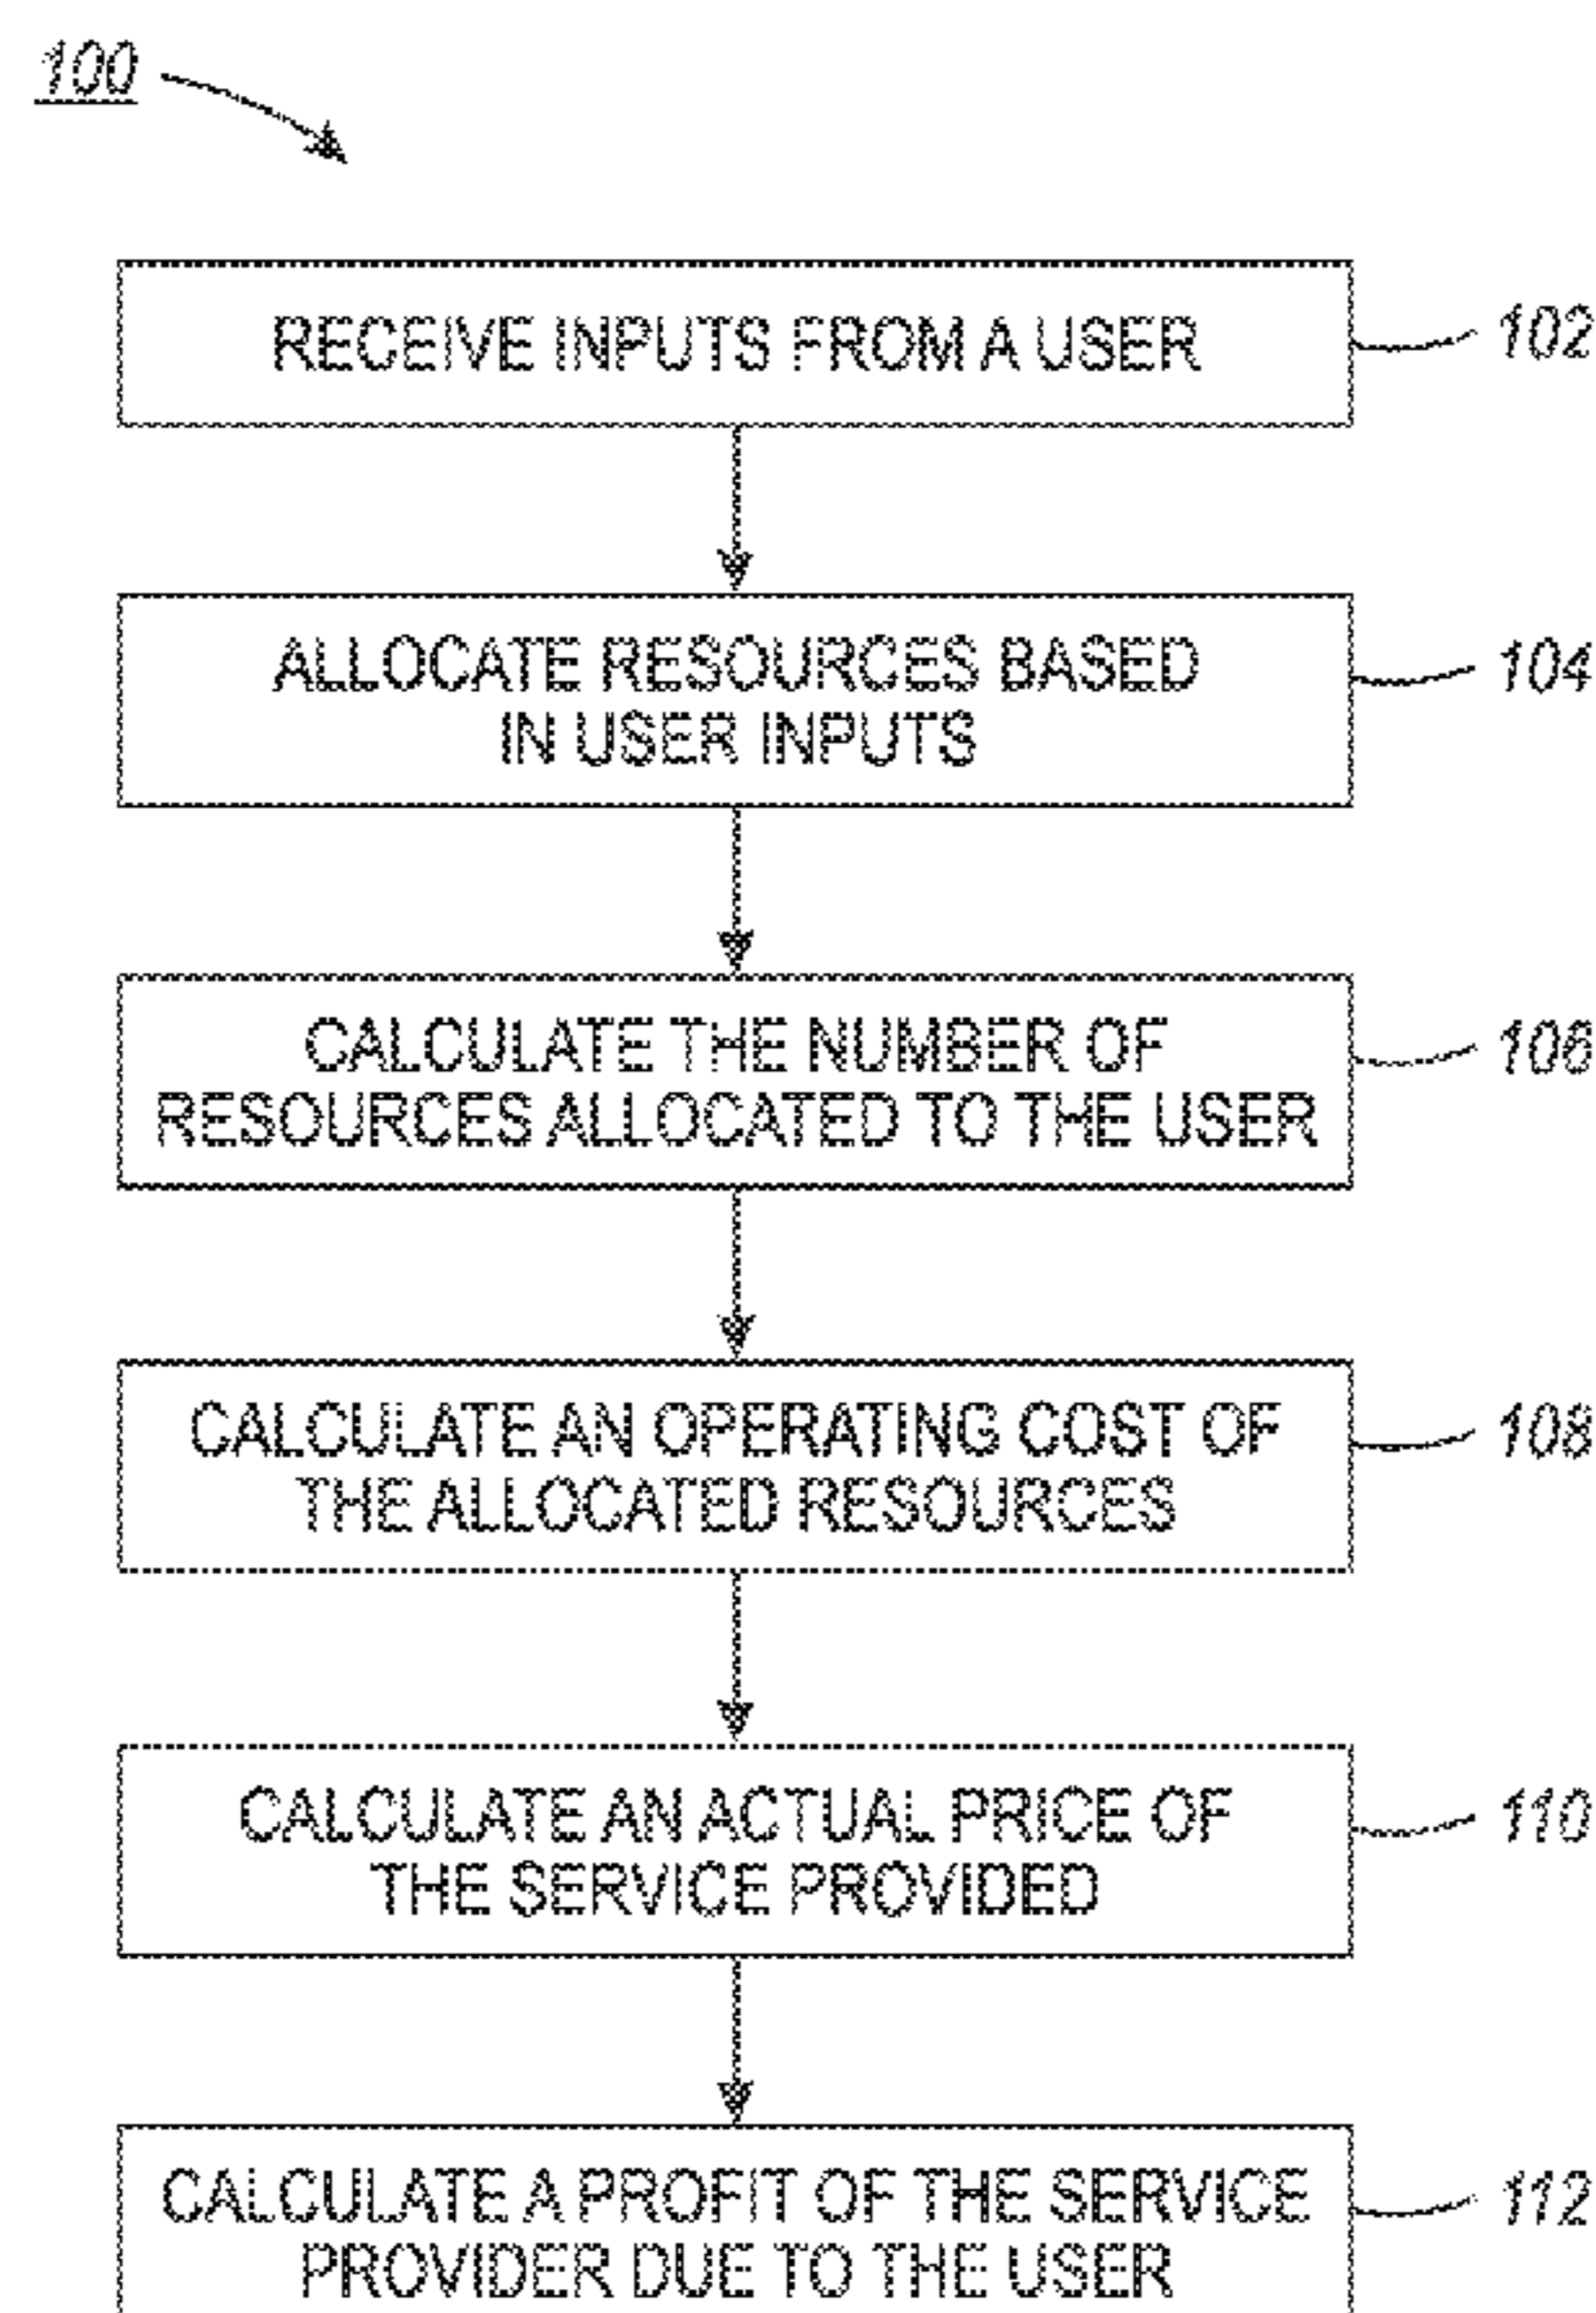 100
RECEIVE INPUTS FROM A USER
102
ALLOCATE RESOURCES BASED
IN USER INPUTS
104
CALCULATE THE NUMBER OF
RESOURCES ALLOCATED TO THE USER
106
CALCULATE AN OPERATING COST OF
THE ALLOCATED RESOURCES
108
CALCULATE AN ACTUAL PRICE OF
THE SERVICE PROVIDED
110
CALCULATE A PROFIT OF THE SERVICE
PROVIDER DUE TO THE USER
112